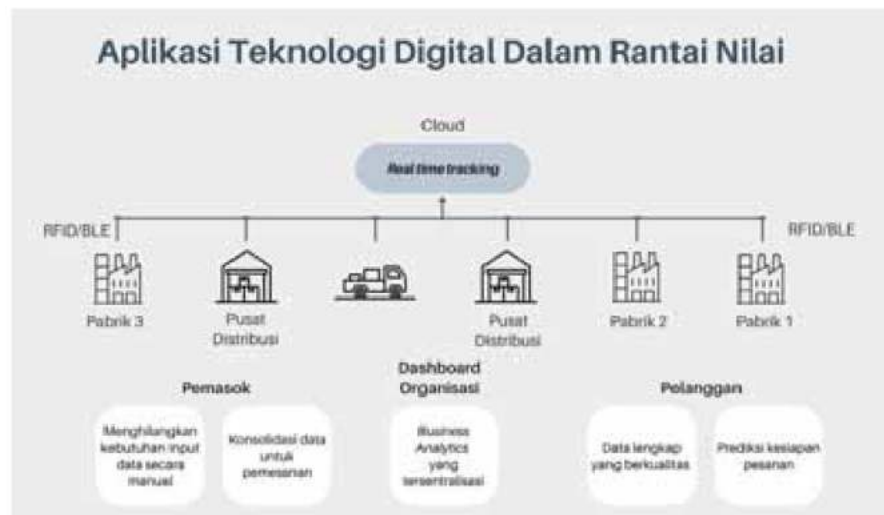 Aplikasi Teknologi Digital Dalam Rantai Nilai
Cloud
Real time tracking
RFID/BLE
RFID/BLE
Pabrik 3
Pusat
Distribusi
Pusat
Distribusi
Pabrik 2
Pabrik 1
Pemasok
Dashboard
Organisasi
Pelanggan
Menghilangkan
kebutuhan input
data secara
manual
Konsolidasi data
untuk
pemesanan
Business
Analytics
yang
tersentralisasi
Data lengkap
yang berkualitas
Prediksi kesiapan
pesanan